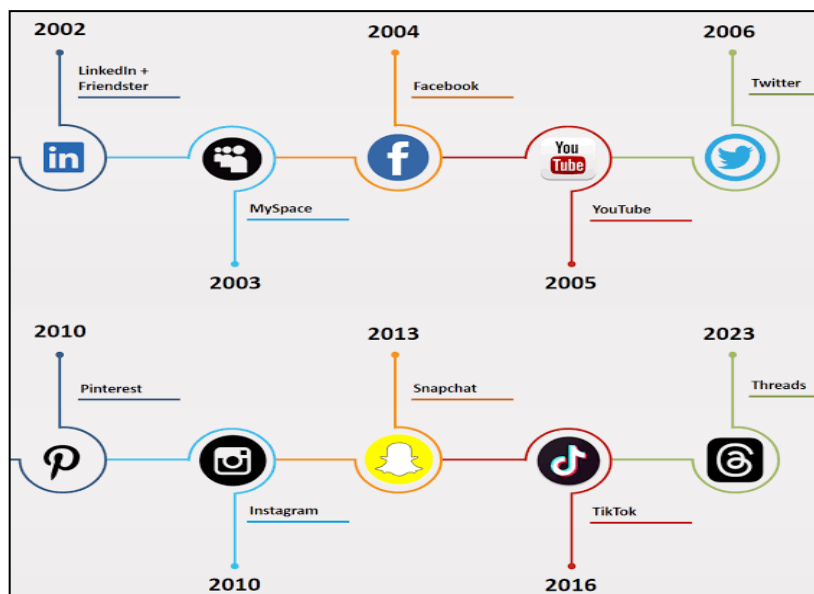 2002
2004
2006
LinkedIn +
Friendster
Facebook
Twitter
in
f
You
Tube
MySpace
YouTube
2003
2005
2010
2013
2023
Pinterest
Snapchat
Threads
Instagram
TikTok
2010
2016